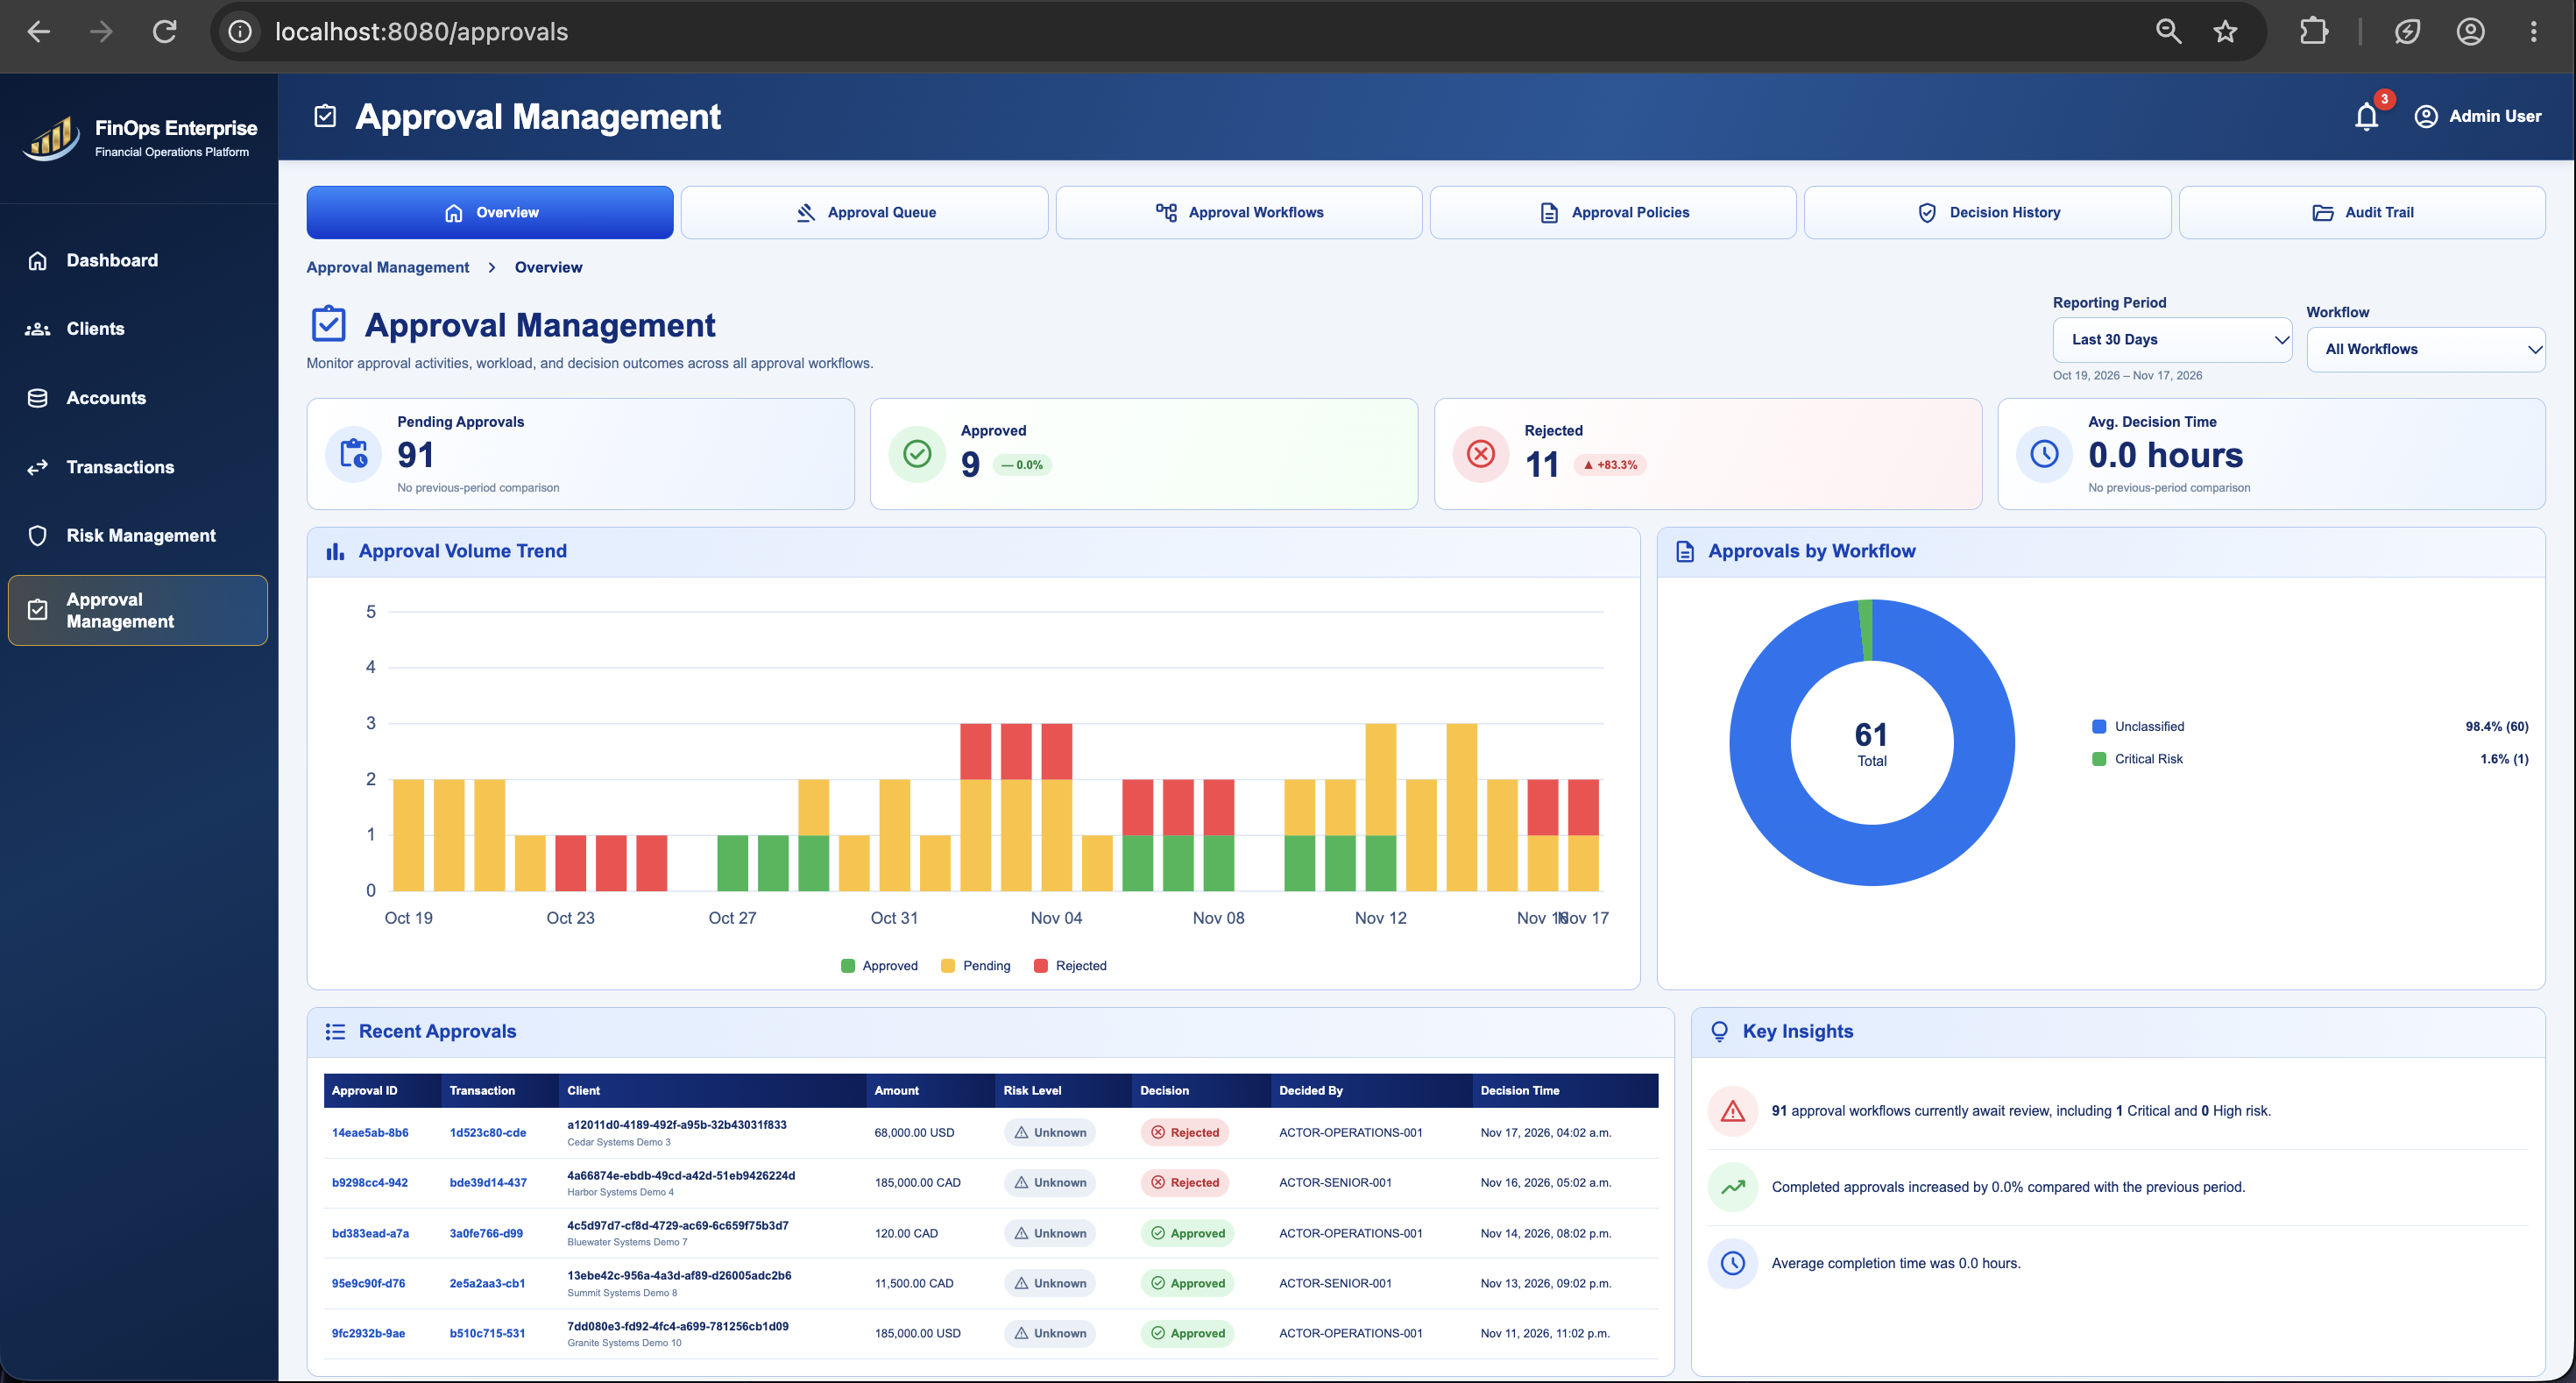 localhost:8080/approvals
FinOps Enterprise
Financial Operations Platform
Dashboard
Clients
Accounts
Transactions
Risk Management
Approval
Management
Approval Management
3
Admin User
Overview
Approval Queue
Approval Workflows
Approval Policies
Decision History
Audit Trail
Approval Management > Overview
Approval Management
Monitor approval activities, workload, and decision outcomes across all approval workflows.
Reporting Period
Last 30 Days
Oct 19, 2026 – Nov 17, 2026
Workflow
All Workflows
Pending Approvals
91
No previous-period comparison
Approved
9 — 0.0%
Rejected
11 ▲ +83.3%
Avg. Decision Time
0.0 hours
No previous-period comparison
Approval Volume Trend
5
4
3
2
1
0
Oct 19 Oct 23 Oct 27 Oct 31 Nov 04 Nov 08 Nov 12 Nov 16 Nov 17
Approved Pending Rejected
Approvals by Workflow
61
Total
Unclassified 98.4% (60)
Critical Risk 1.6% (1)
Recent Approvals
Approval ID Transaction Client Amount Risk Level Decision Decided By Decision Time
14eae5ab-8b6 1d523c80-cde a12011d0-4189-492f-a95b-32b43031f833 68,000.00 USD Unknown Rejected ACTOR-OPERATIONS-001 Nov 17, 2026, 04:02 a.m.
Cedar Systems Demo 3
b9298cc4-942 bde39d14-437 4a66874e-ebdb-49cd-a42d-51eb9426224d 185,000.00 CAD Unknown Rejected ACTOR-SENIOR-001 Nov 16, 2026, 05:02 a.m.
Harbor Systems Demo 4
bd383ead-a7a 3a0fe766-d99 4c5d97d7-cf8d-4729-ac69-6c659f75b3d7 120.00 CAD Unknown Approved ACTOR-OPERATIONS-001 Nov 14, 2026, 08:02 p.m.
Bluewater Systems Demo 7
95e9c90f-d76 2e5a2aa3-cb1 13ebe42c-956a-4a3d-af89-d26005adc2b6 11,500.00 CAD Unknown Approved ACTOR-SENIOR-001 Nov 13, 2026, 09:02 p.m.
Summit Systems Demo 8
9fc2932b-9ae b510c715-531 7dd080e3-fd92-4fc4-a699-781256cb1d09 185,000.00 USD Unknown Approved ACTOR-OPERATIONS-001 Nov 11, 2026, 11:02 p.m.
Granite Systems Demo 10
Key Insights
91 approval workflows currently await review, including 1 Critical and 0 High risk.
Completed approvals increased by 0.0% compared with the previous period.
Average completion time was 0.0 hours.